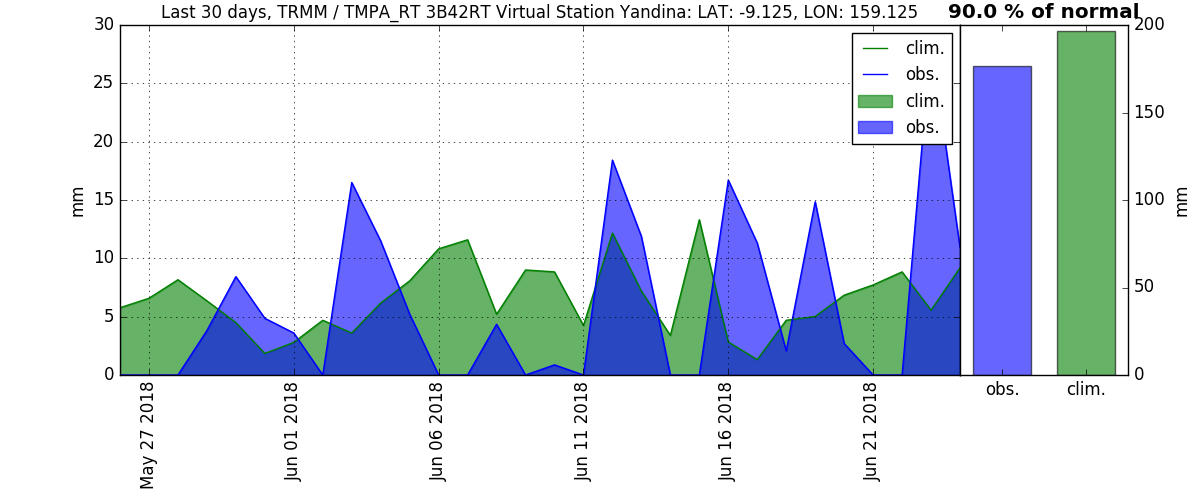 Last 30 days, TRMM / TMPA_RT 3B42RT Virtual Station Yandina: LAT: -9.125, LON: 159.125
90.0 % of normal
30
25
20
15
10
5
0
mm
clim.
obs.
clim.
obs.
200
150
100
50
0
mm
May 27 2018
Jun 01 2018
Jun 06 2018
Jun 11 2018
Jun 16 2018
Jun 21 2018
obs.
clim.